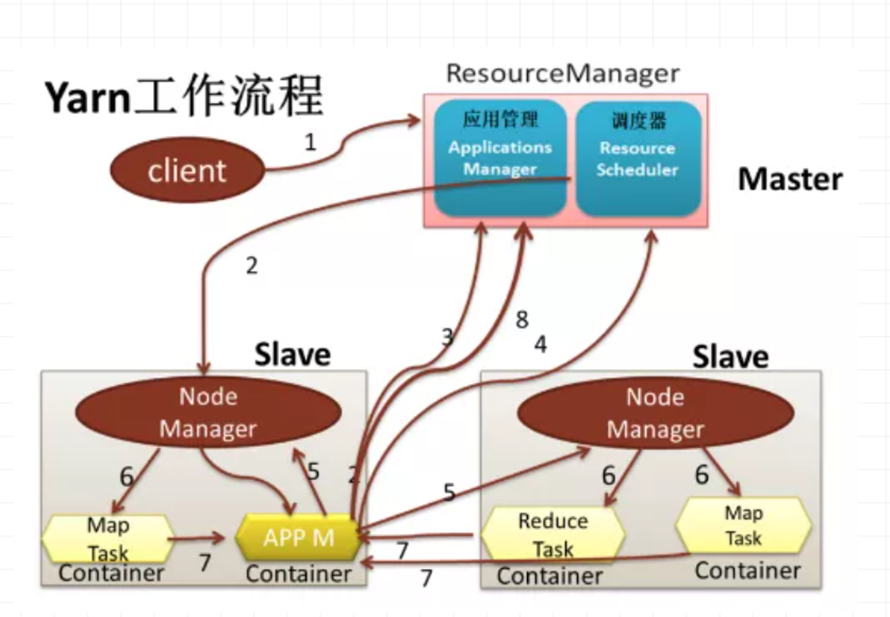 Yarn工作流程
ResourceManager
client
1
应用管理
Applications
Manager
调度器
Resource
Scheduler
Master
2
3
8
4
Slave
Node
Manager
6
5
2
Map
Task
Container
7
APP M
Container
5
7
7
Slave
Node
Manager
6
6
Reduce
Task
Container
Map
Task
Container